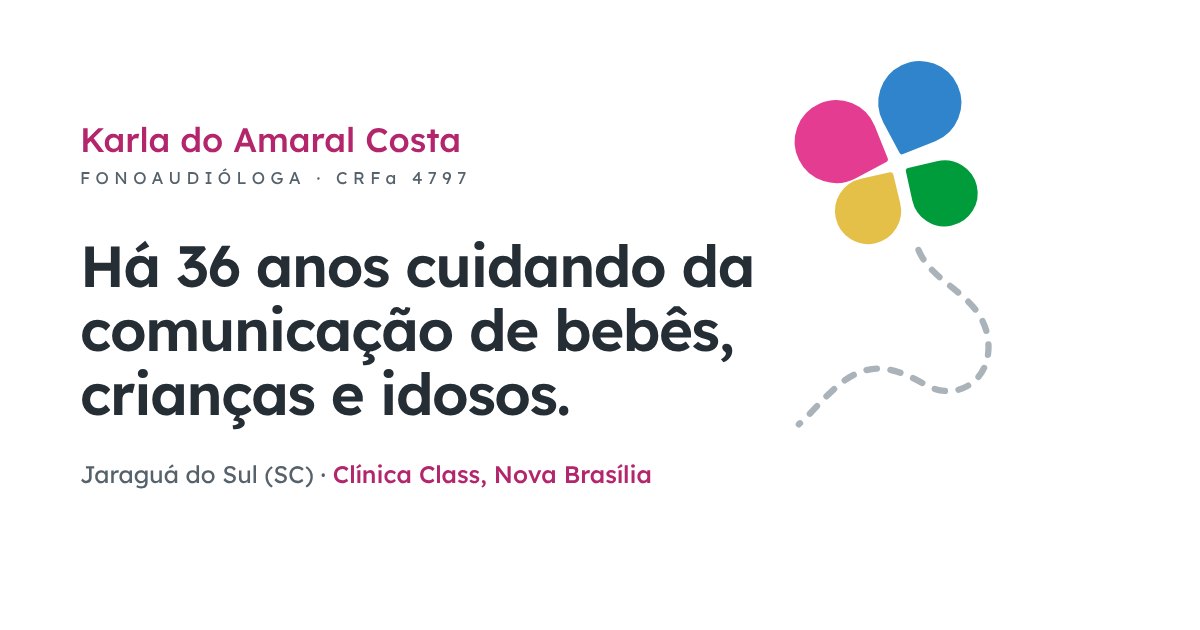 Karla do Amaral Costa
FONOAUDIÓLOGA · CRFa 4797
Há 36 anos cuidando da
comunicação de bebês,
crianças e idosos.
Jaraguá do Sul (SC) · Clínica Class, Nova Brasília